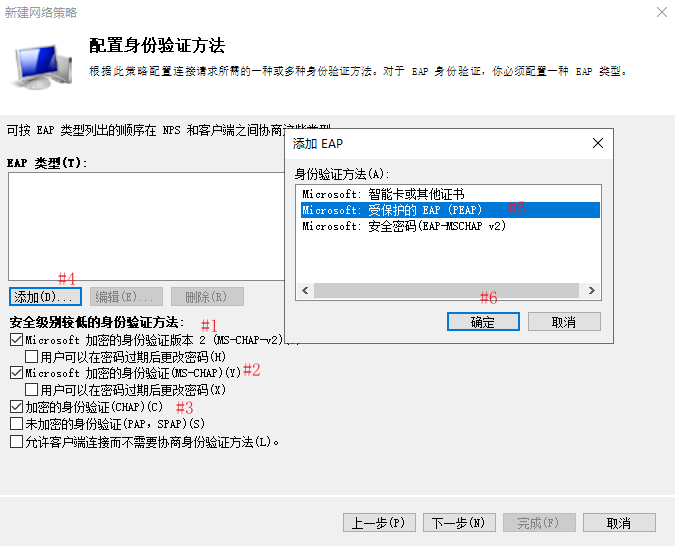 新建网络策略
配置身份验证方法
根据此策略配置连接请求所需的一种或多种身份验证方法。对于 EAP 身份验证，你必须配置一种 EAP 类型。
可按 EAP 类型列出的顺序在 NPS 和客户端之间协商这些类型
EAP 类型(T):
添加 EAP
身份验证方法(A):
Microsoft: 智能卡或其他证书
Microsoft: 受保护的 EAP (PEAP) #5
Microsoft: 安全密码(EAP-MSCHAP v2)
#6
确定 取消
#4
添加(D)... 编辑(E)... 删除(R)
安全级别较低的身份验证方法: #1
Microsoft 加密的身份验证版本 2 (MS-CHAP-v2)
用户可以在密码过期后更改密码(H)
Microsoft 加密的身份验证(MS-CHAP)(Y) #2
用户可以在密码过期后更改密码(X)
加密的身份验证(CHAP)(C) #3
未加密的身份验证(PAP，SPAP)(S)
允许客户端连接而不需要协商身份验证方法(L)。
上一步(P) 下一步(N) 完成(F) 取消